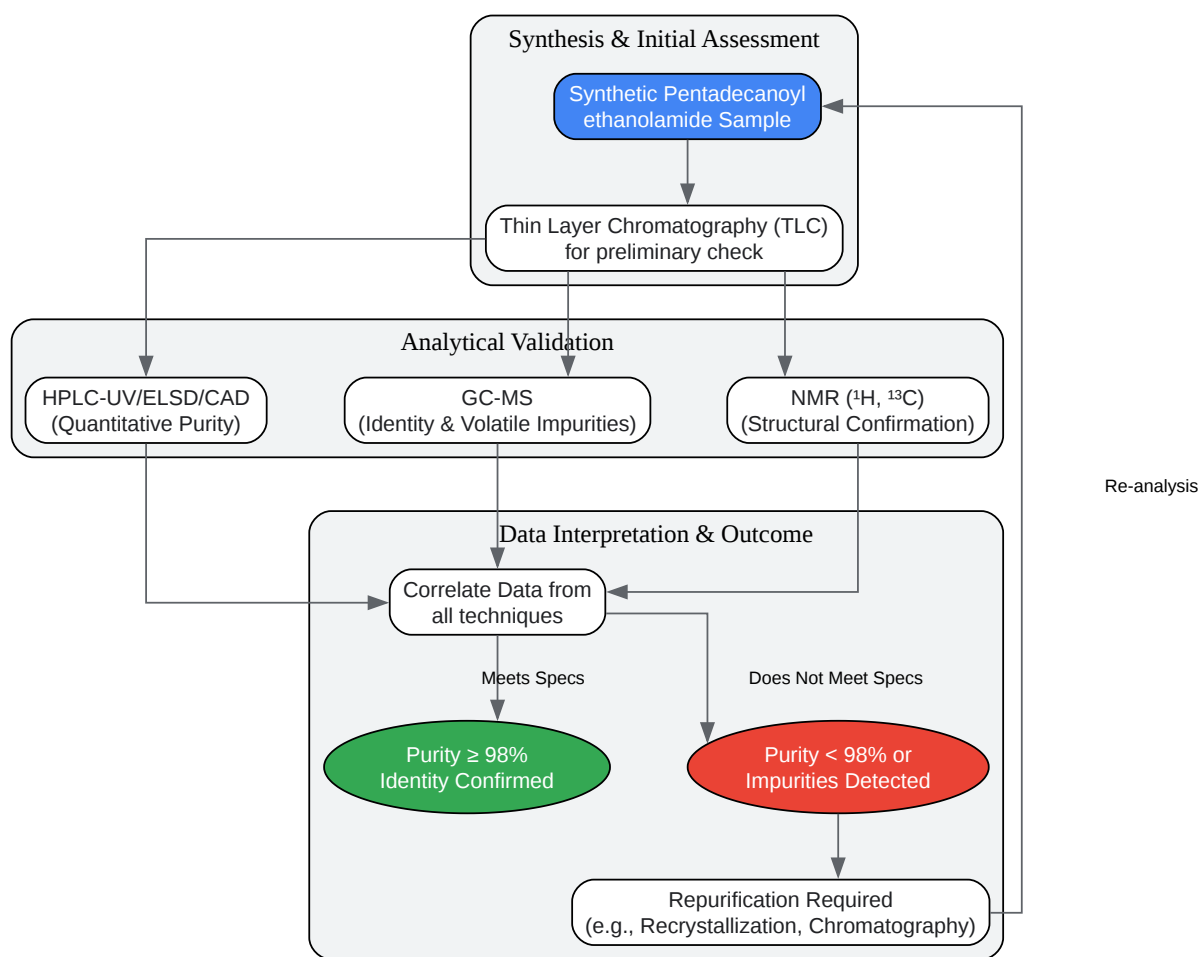 Synthesis & Initial Assessment
Synthetic Pentadecanoyl
ethanolamide Sample
Thin Layer Chromatography (TLC)
for preliminary check
Analytical Validation
HPLC-UV/ELSD/CAD
(Quantitative Purity)
GC-MS
(Identity & Volatile Impurities)
NMR (¹H, ¹³C)
(Structural Confirmation)
Re-analysis
Data Interpretation & Outcome
Correlate Data from
all techniques
Meets Specs
Does Not Meet Specs
Purity ≥ 98%
Identity Confirmed
Purity < 98% or
Impurities Detected
Repurification Required
(e.g., Recrystallization, Chromatography)